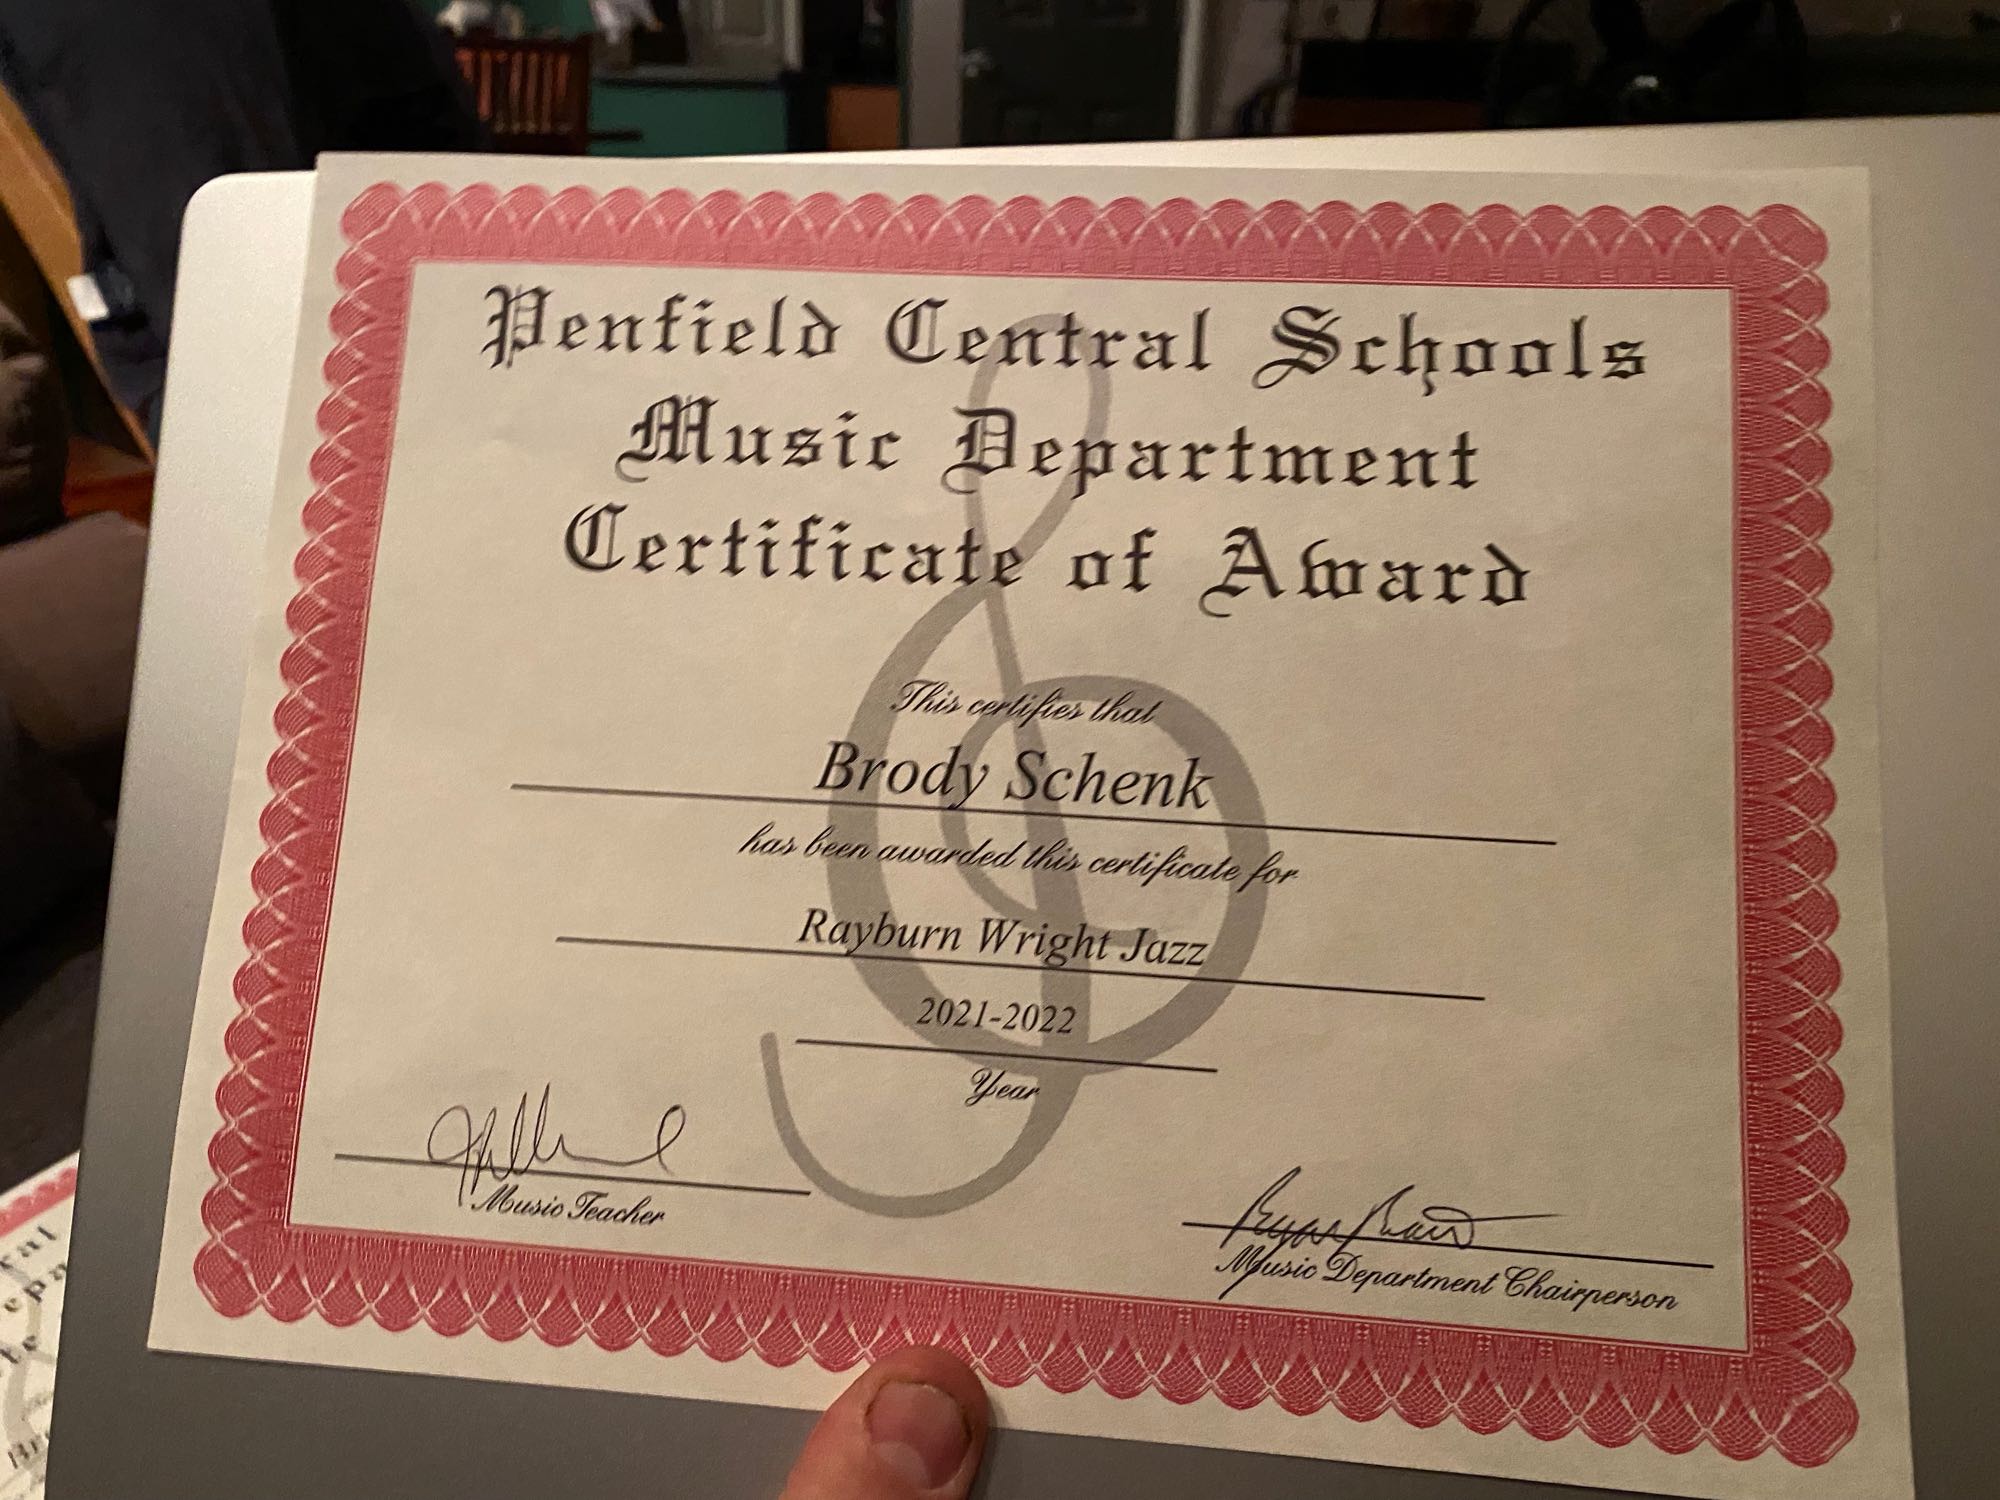 Penfield Central Schools
Music Department
Certificate of Award
This certifies that
Brody Schenk
has been awarded this certificate for
Rayburn Wright Jazz
2021-2022
Year
Music Teacher
Music Department Chairperson